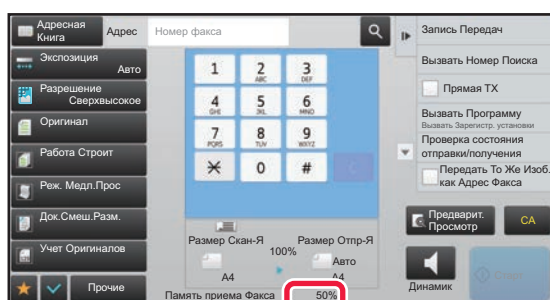 Адресная
Книга
Адрес
Номер факса
Экспозиция
Авто
Разрешение
Сверхвысокое
Оригинал
Работа Строит
Реж. Медл.Прос
Док.Смеш.Разм.
Учет Оригиналов
Прочие
1
2
ABC
3
DEF
4
GHI
5
JKL
6
MNO
7
PQRS
8
TUV
9
WXYZ
0
#
Размер Скан-Я
100%
Размер Отпр-Я
Авто
A4
A4
Память приема Факса
50%
Запись Передач
Вызвать Номер Поиска
Прямая TX
Вызвать Программу
Вызвать Зарегистр. установки
Проверка состояния
отправки/получения
Передать То Же Изоб.
как Адрес Факса
Предварит.
Просмотр
CA
Динамик
Старт